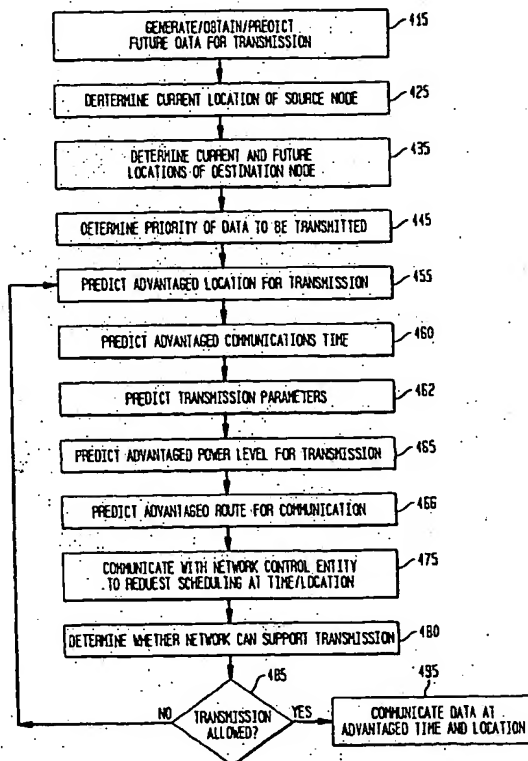 GENERATE/OBTAIN/PREDICT
FUTURE DATA FOR TRANSMISSION
415
DERTERMINE CURRENT LOCATION OF SOURCE NODE
425
DETERMINE CURRENT AND FUTURE
LOCATIONS OF DESTINATION NODE
435
DETERMINE PRIORITY OF DATA TO BE TRANSMITTED
445
PREDICT ADVANTAGED LOCATION FOR TRANSMISSION
455
PREDICT ADVANTAGED COMMUNICATIONS TIME
460
PREDICT TRANSMISSION PARAMETERS
462
PREDICT ADVANTAGED POWER LEVEL FOR TRANSMISSION
465
PREDICT ADVANTAGED ROUTE FOR COMMUNICATION
466
COMMUNICATE WITH NETWORK CONTROL ENTITY
TO REQUEST SCHEDULING AT TIME/LOCATION
475
DETERMINE WHETHER NETWORK CAN SUPPORT TRANSMISSION
480
485
NO
TRANSMISSION
ALLOWED?
YES
495
COMMUNICATE DATA AT
ADVANTAGED TIME AND LOCATION